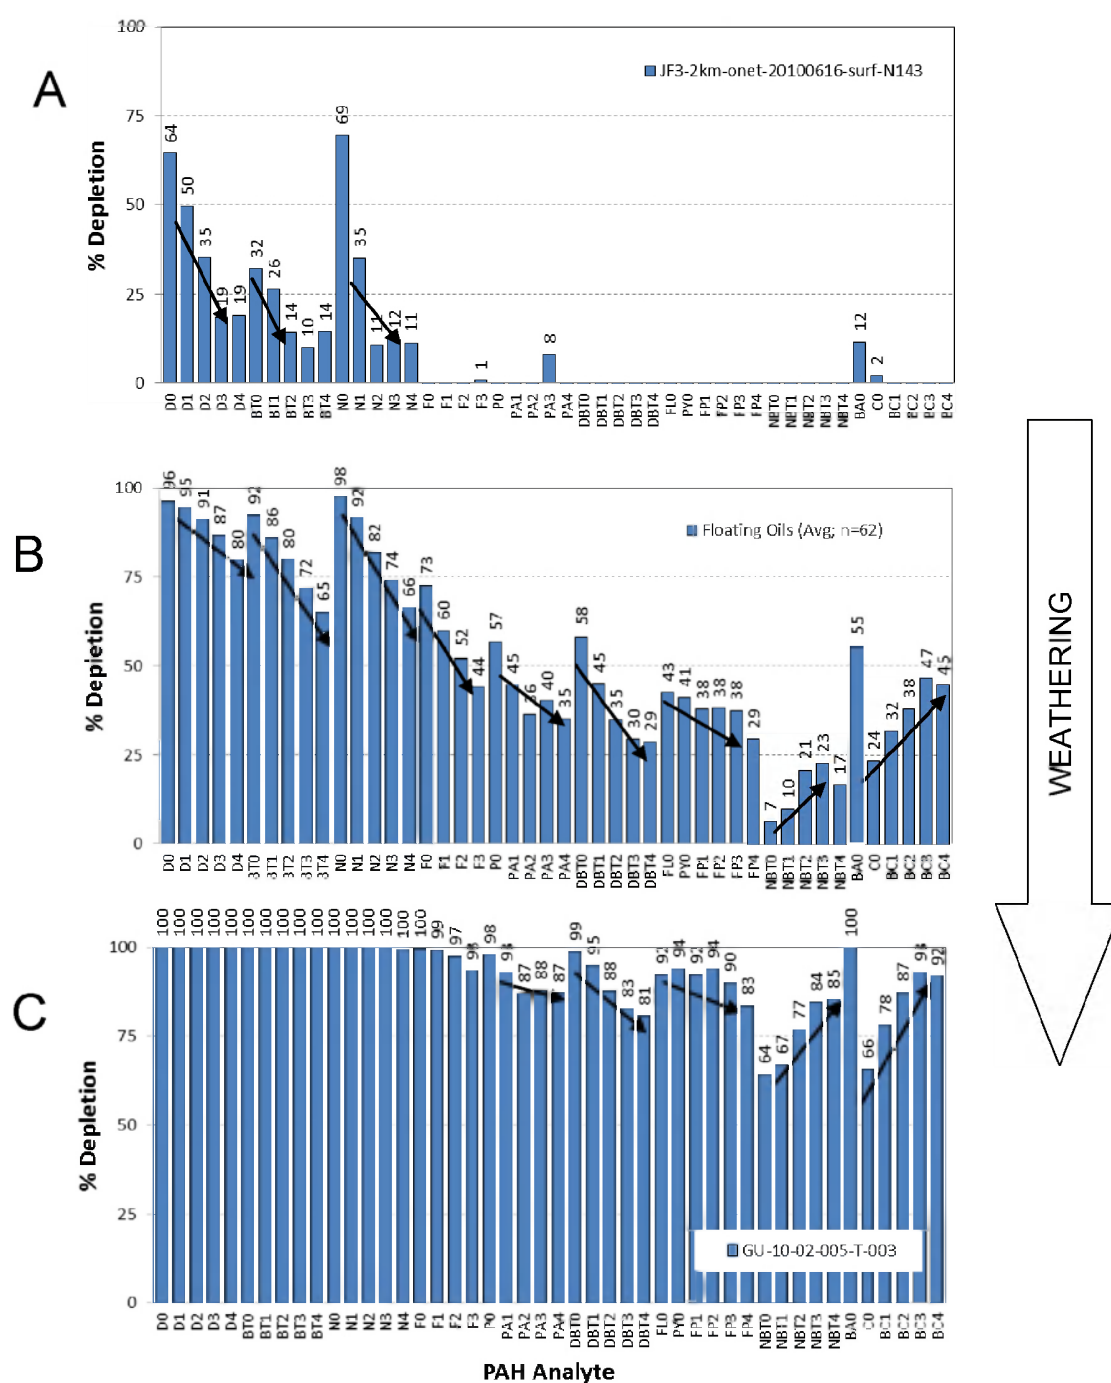 A
100
75
50
25
0
% Depletion
JF3-2km-onet-20100616-surf-N143
64 50 35 19 19 32 26 14 10 14 69 35 11 12 11 1 8 12 2
D0 D1 D2 D3 D4 BT0 BT1 BT2 BT3 BT4 N0 N1 N2 N3 N4 F0 F1 F2 F3 P0 PA1 PA2 PA3 PA4 DBT0 DBT1 DBT2 DBT3 DBT4 FL0 PY0 FP1 FP2 FP3 FP4 NBT0 NBT1 NBT2 NBT3 NBT4 BA0 C0 BC1 BC2 BC3 BC4
B
100
75
50
25
0
% Depletion
Floating Oils (Avg; n=62)
96 95 91 87 80 92 86 80 72 65 98 92 82 74 66 73 60 52 44 57 45 36 40 35 58 45 35 30 29 43 41 38 38 38 29 7 10 21 23 17 55 24 32 38 47 45
D0 D1 D2 D3 D4 BT0 BT1 BT2 BT3 BT4 N0 N1 N2 N3 N4 F0 F1 F2 F3 P0 PA1 PA2 PA3 PA4 DBT0 DBT1 DBT2 DBT3 DBT4 FL0 PY0 FP1 FP2 FP3 FP4 NBT0 NBT1 NBT2 NBT3 NBT4 BA0 C0 BC1 BC2 BC3 BC4
C
100
75
50
25
0
% Depletion
GU-10-02-005-T-003
100 100 100 100 100 100 100 100 100 100 100 100 100 100 100 100 99 97 93 98 93 87 88 87 99 95 88 83 81 92 94 92 94 90 83 64 67 77 84 85 100 66 78 87 93 92
D0 D1 D2 D3 D4 BT0 BT1 BT2 BT3 BT4 N0 N1 N2 N3 N4 F0 F1 F2 F3 P0 PA1 PA2 PA3 PA4 DBT0 DBT1 DBT2 DBT3 DBT4 FL0 PY0 FP1 FP2 FP3 FP4 NBT0 NBT1 NBT2 NBT3 NBT4 BA0 C0 BC1 BC2 BC3 BC4
PAH Analyte
WEATHERING